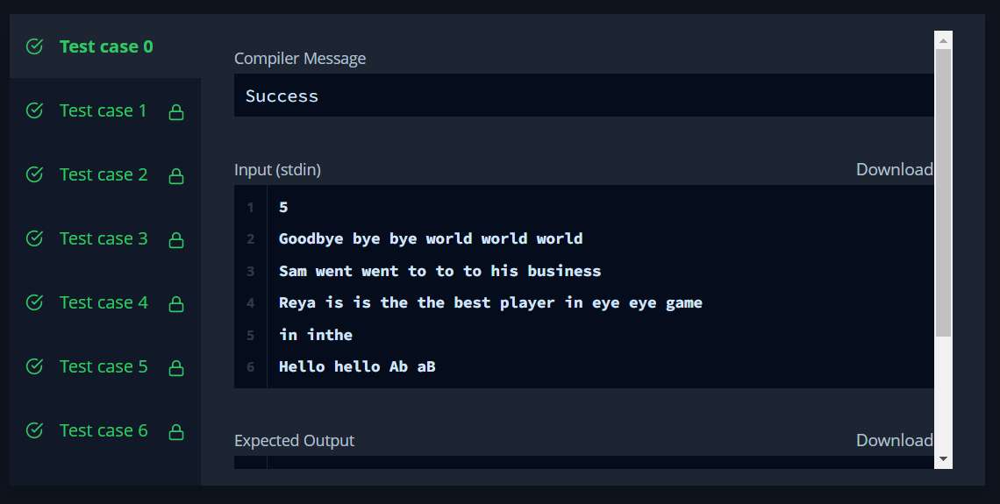 Test case 0
Test case 1
Test case 2
Test case 3
Test case 4
Test case 5
Test case 6
Compiler Message
Success
Input (stdin)
Download
1 5
2 Goodbye bye bye world world world
3 Sam went went to to to his business
4 Reya is is the the best player in eye eye game
5 in inthe
6 Hello hello Ab aB
Expected Output
Download